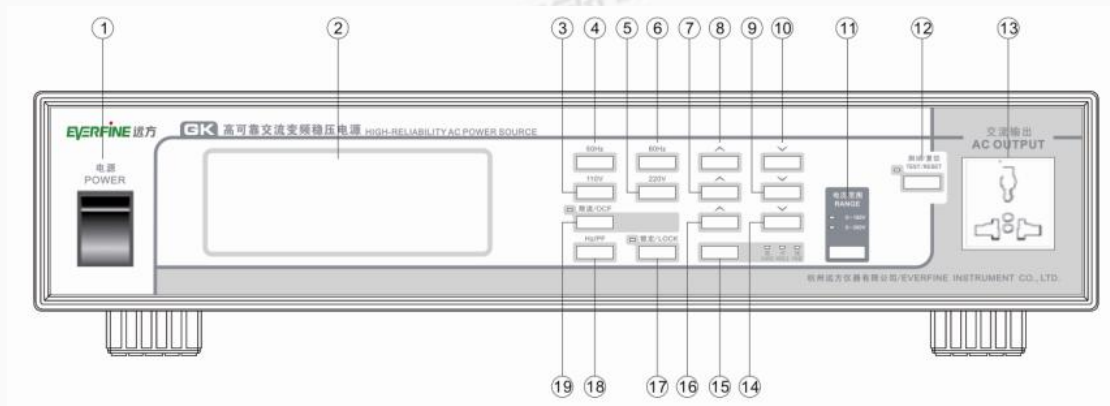 ① ② ③ ④ ⑤ ⑥ ⑦ ⑧ ⑨ ⑩ ⑪ ⑫ ⑬
EVERFINE 远方
GK 高可靠交流变频稳压电源 HIGH-RELIABILITY AC POWER SOURCE
交流输出
AC OUTPUT
电源
POWER
50Hz 60Hz
测试/复位
TEST/RESET
110V 220V
电压范围
RANGE
限流/OCF
Hz/PF
锁定/LOCK
杭州远方仪器有限公司/EVERFINE INSTRUMENT CO., LTD.
⑲ ⑱ ⑰ ⑯ ⑮ ⑭